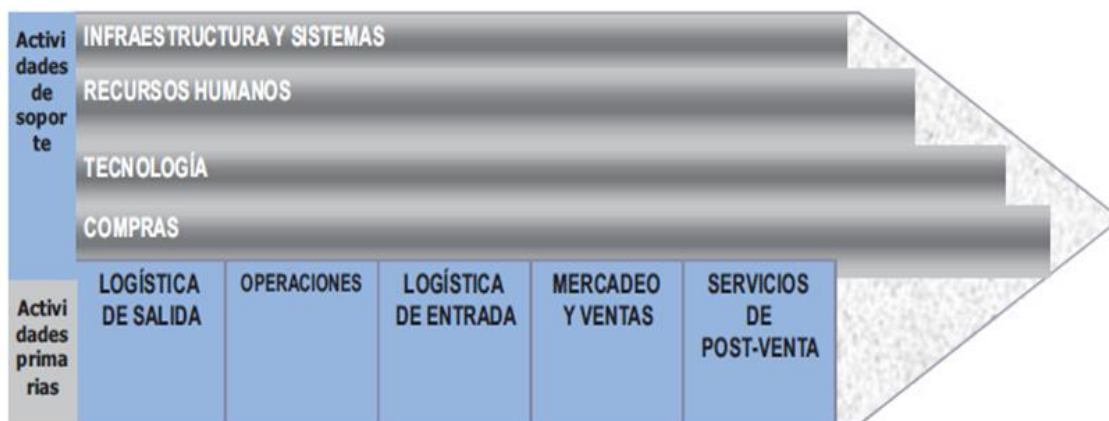 Activi
dades
de
sopor
te
INFRAESTRUCTURA Y SISTEMAS
RECURSOS HUMANOS
TECNOLOGÍA
COMPRAS
Activi
dades
prima
rias
LOGÍSTICA
DE SALIDA
OPERACIONES
LOGÍSTICA
DE ENTRADA
MERCADEO
Y VENTAS
SERVICIOS
DE
POST-VENTA